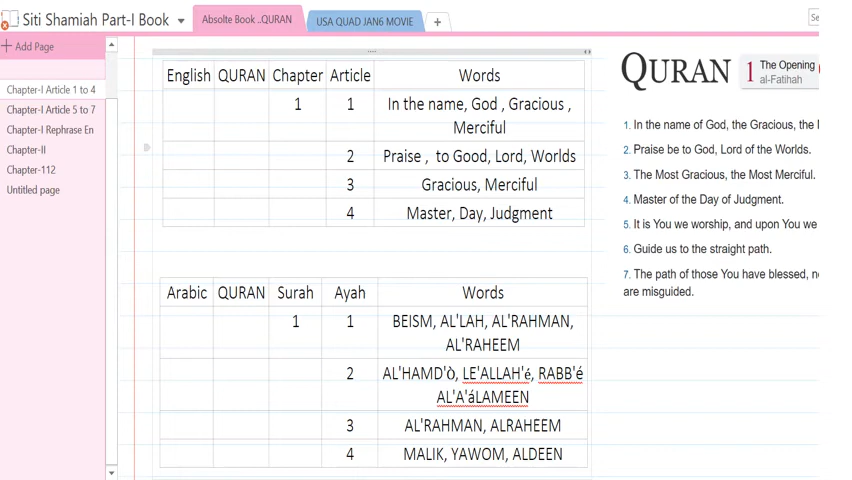 Siti Shamiah Part-I Book
Absolte Book ..QURAN
USA QUAD JAN6 MOVIE
+
Se
+ Add Page
Chapter-I Article 1 to 4
Chapter-I Article 5 to 7
Chapter-I Rephrase En
Chapter-II
Chapter-112
Untitled page
English QURAN Chapter Article Words
1 1 In the name, God , Gracious ,
Merciful
2 Praise , to Good, Lord, Worlds
3 Gracious, Merciful
4 Master, Day, Judgment
Arabic QURAN Surah Ayah Words
1 1 BEISM, AL'LAH, AL'RAHMAN,
AL'RAHEEM
2 AL'HAMD'ò, LE'ALLAH'é, RABB'é
AL'A'áLAMEEN
3 AL'RAHMAN, ALRAHEEM
4 MALIK, YAWOM, ALDEEN
QURAN
1 The Opening
al-Fatihah
1. In the name of God, the Gracious, the
2. Praise be to God, Lord of the Worlds.
3. The Most Gracious, the Most Merciful.
4. Master of the Day of Judgment.
5. It is You we worship, and upon You we
6. Guide us to the straight path.
7. The path of those You have blessed,
are misguided.